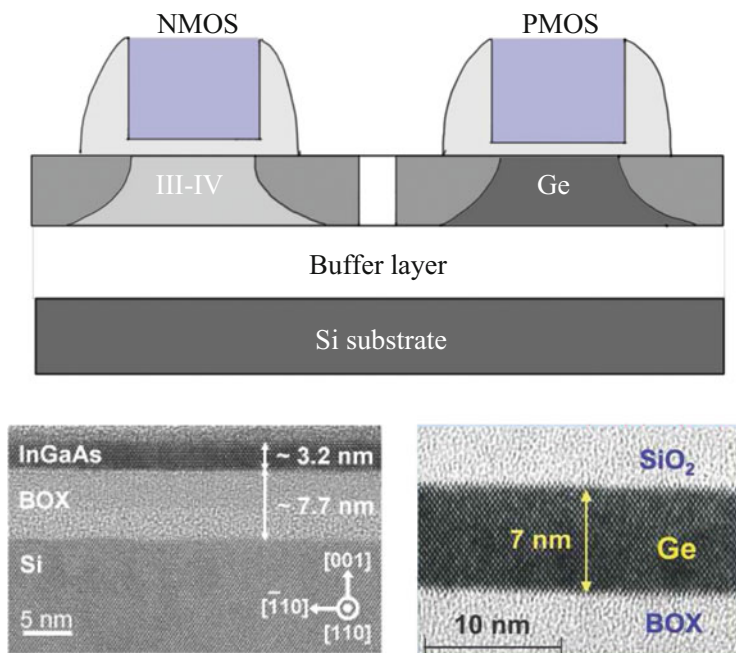 NMOS
PMOS
III-IV
Ge
Buffer layer
Si substrate
InGaAs
~ 3.2 nm
BOX
~ 7.7 nm
Si
[001]
[1̄10]
[110]
5 nm
SiO₂
7 nm
Ge
10 nm
BOX